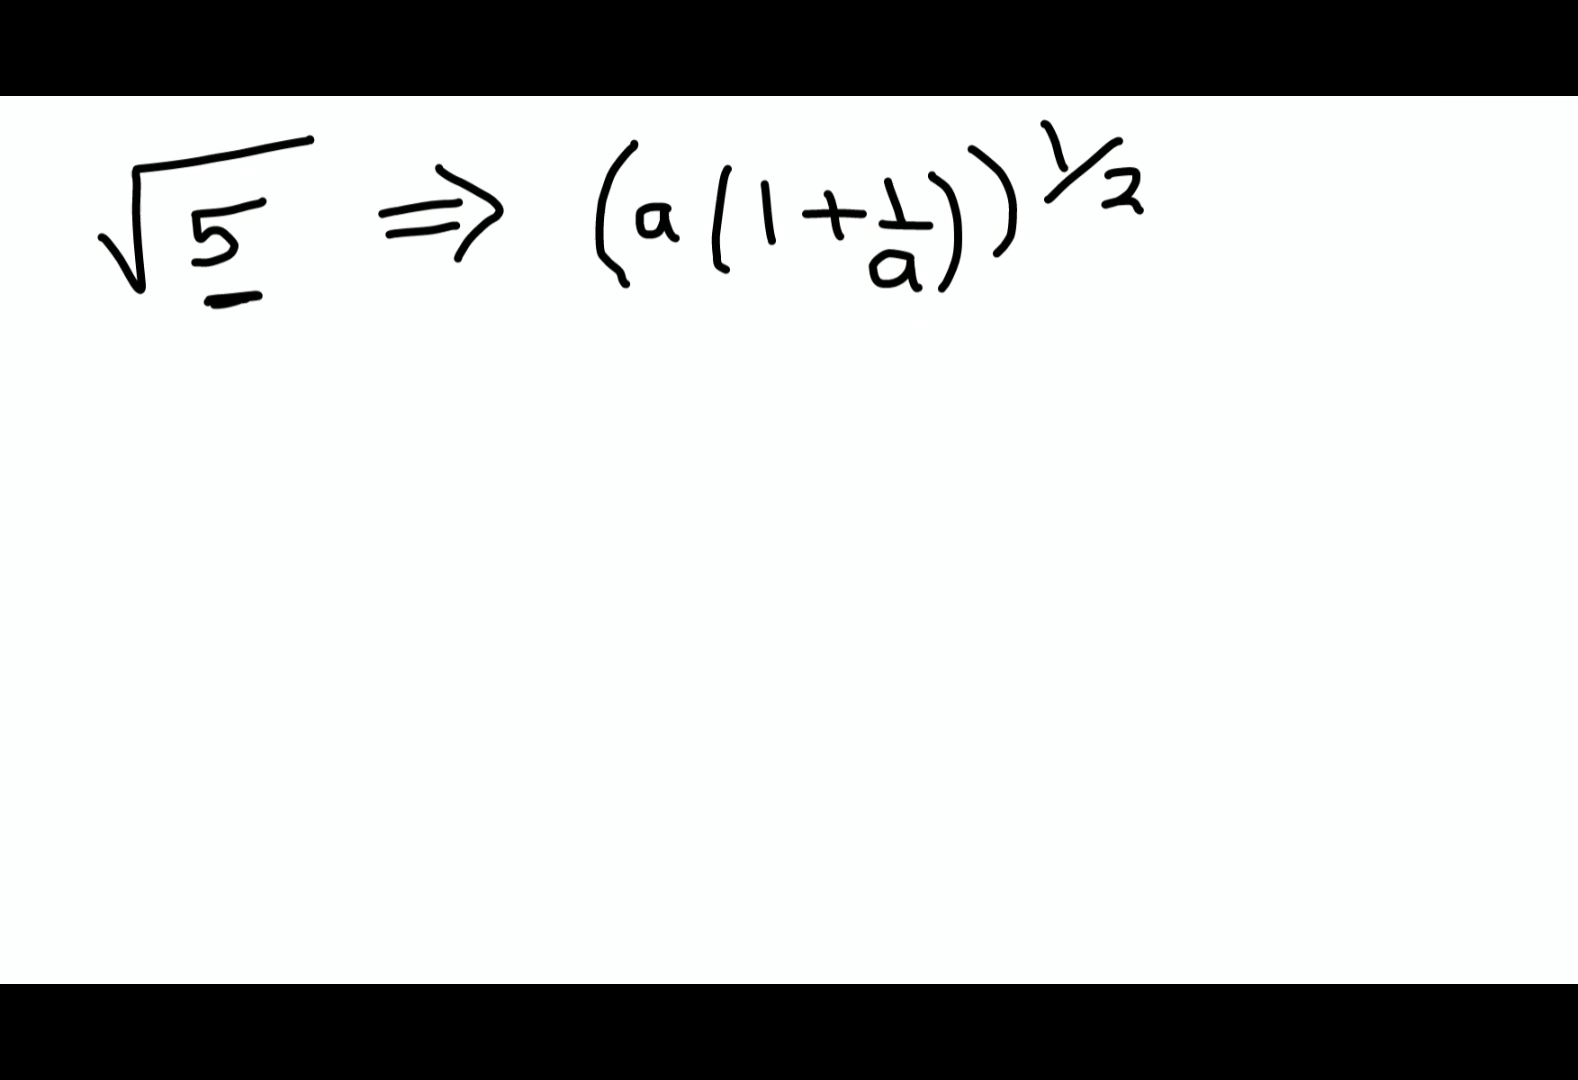 √5 ⇒ (a(1+1/a))^1/2